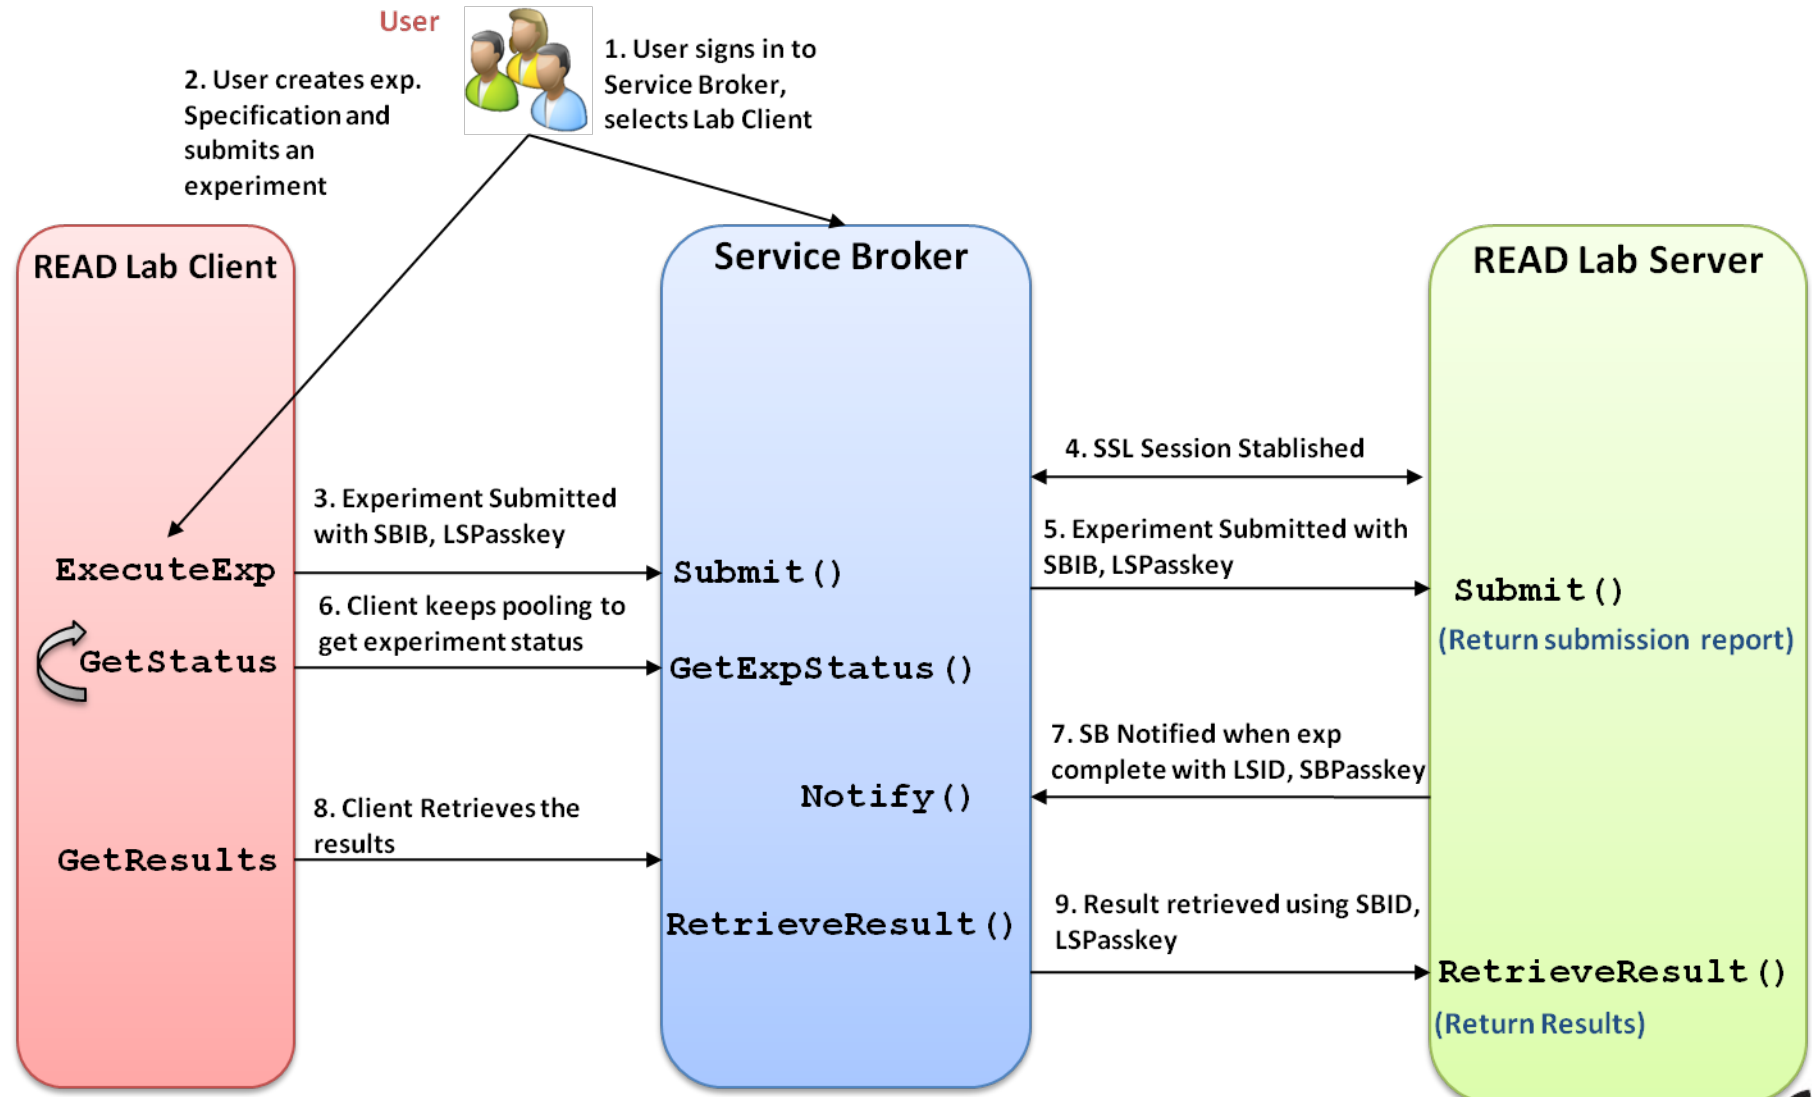 User
1. User signs in to
Service Broker,
selects Lab Client
2. User creates exp.
Specification and
submits an
experiment
READ Lab Client
Service Broker
READ Lab Server
4. SSL Session Stablished
3. Experiment Submitted
with SBIB, LSPasskey
5. Experiment Submitted with
SBIB, LSPasskey
ExecuteExp
Submit()
Submit()
(Return submission report)
6. Client keeps pooling to
get experiment status
GetStatus
GetExpStatus()
7. SB Notified when exp
complete with LSID, SBPasskey
Notify()
8. Client Retrieves the
results
GetResults
RetrieveResult()
9. Result retrieved using SBID,
LSPasskey
RetrieveResult()
(Return Results)